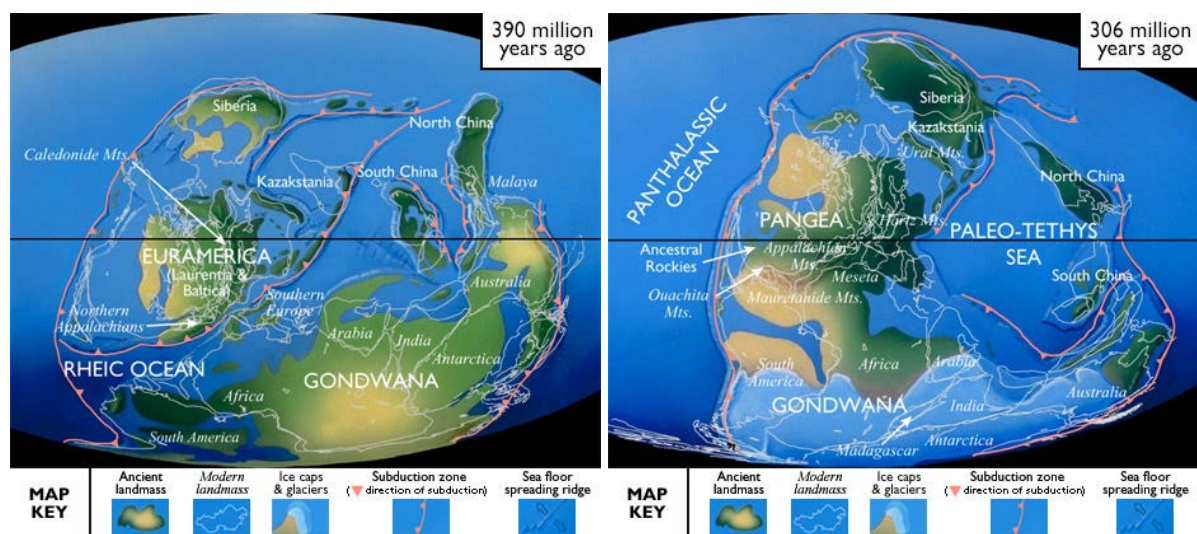 390 million
years ago
Siberia
North China
Caledonide Mts.
Kazakstania
South China
Malaya
EURAMERICA
(Laurentia &
Baltica)
Australia
Northern
Appalachians
Southern
Europe
Arabia
India
Antarctica
RHEIC OCEAN
GONDWANA
Africa
South America
MAP
KEY
Ancient
landmass
Modern
landmass
Ice caps
& glaciers
Subduction zone
(▼ direction of subduction)
Sea floor
spreading ridge
306 million
years ago
PANTHALASSIC
OCEAN
Siberia
Kazakstania
Ural Mts.
North China
PANGEA
Hartz Mts.
PALEO-TETHYS
SEA
Ancestral
Rockies
Appalachian
Mts.
Meseta
South China
Ouachita
Mts.
Mauretanide Mts.
South
America
Africa
Arabia
Australia
GONDWANA
India
Madagascar
Antarctica
MAP
KEY
Ancient
landmass
Modern
landmass
Ice caps
& glaciers
Subduction zone
(▼ direction of subduction)
Sea floor
spreading ridge